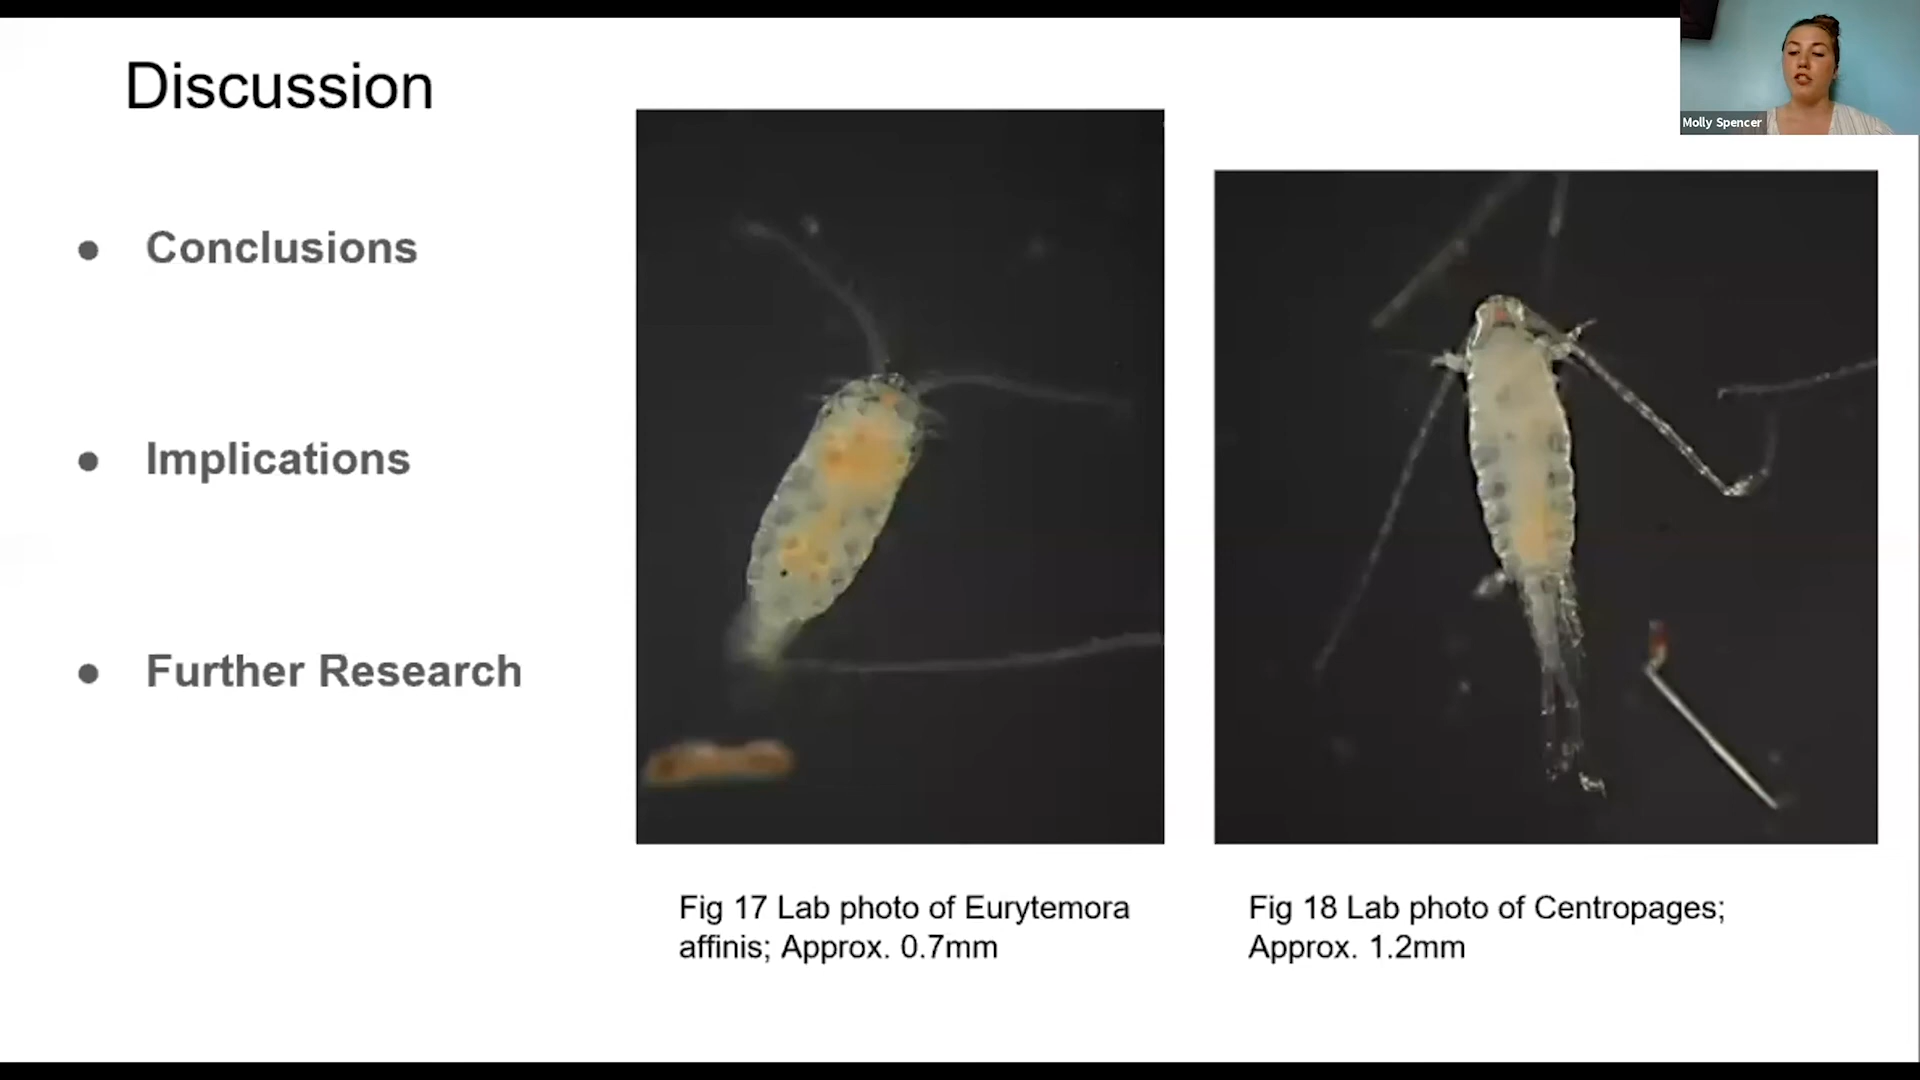 Discussion
Molly Spencer
● Conclusions
● Implications
● Further Research
Fig 17 Lab photo of Eurytemora
affinis; Approx. 0.7mm
Fig 18 Lab photo of Centropages;
Approx. 1.2mm